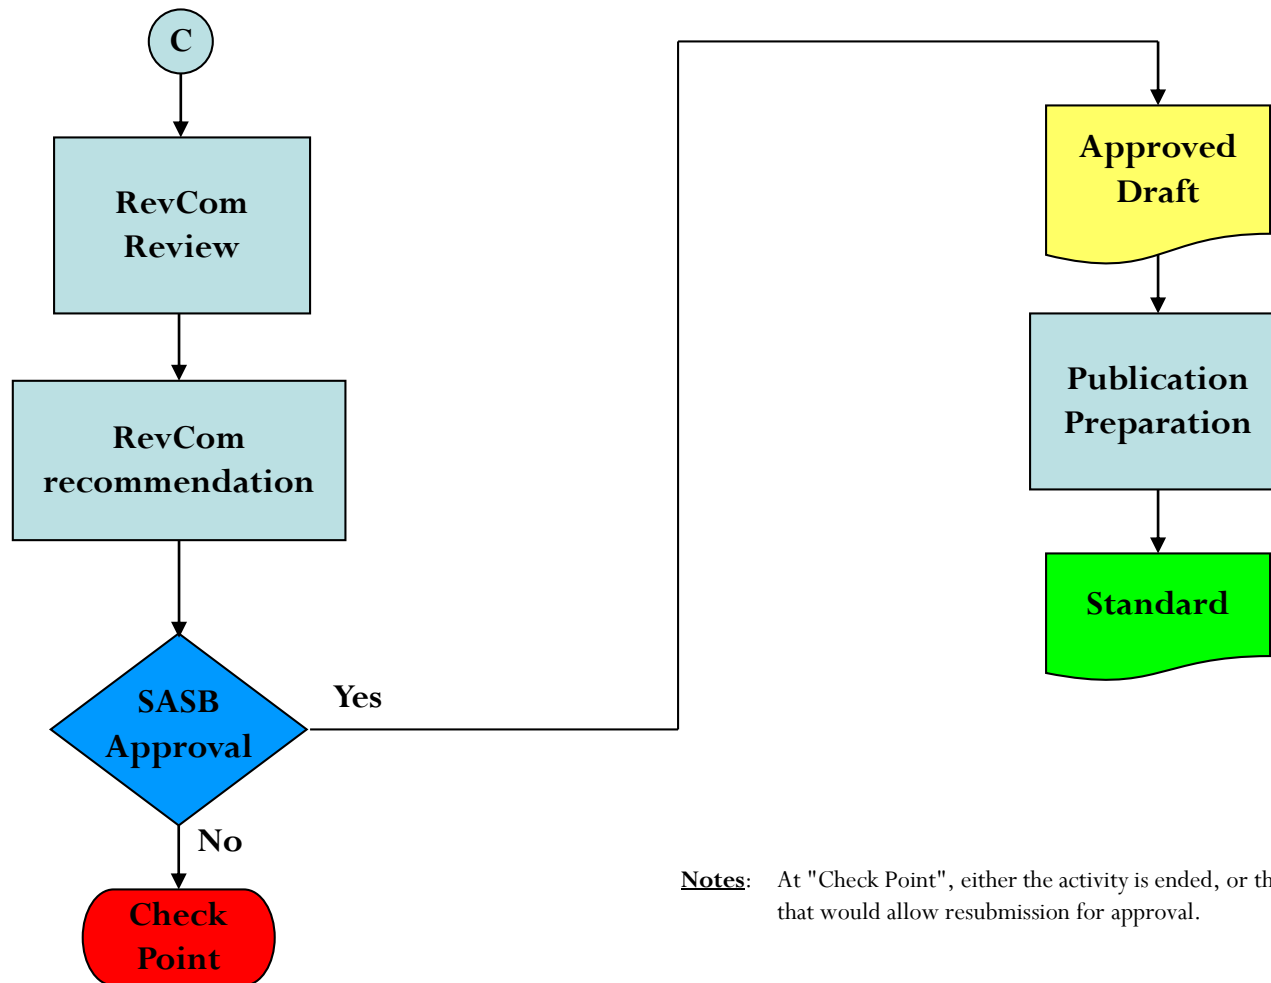 C
RevCom
Review
RevCom
recommendation
SASB
Approval
Yes
No
Check
Point
Approved
Draft
Publication
Preparation
Standard
Notes: At "Check Point", either the activity is ended, or th
that would allow resubmission for approval.